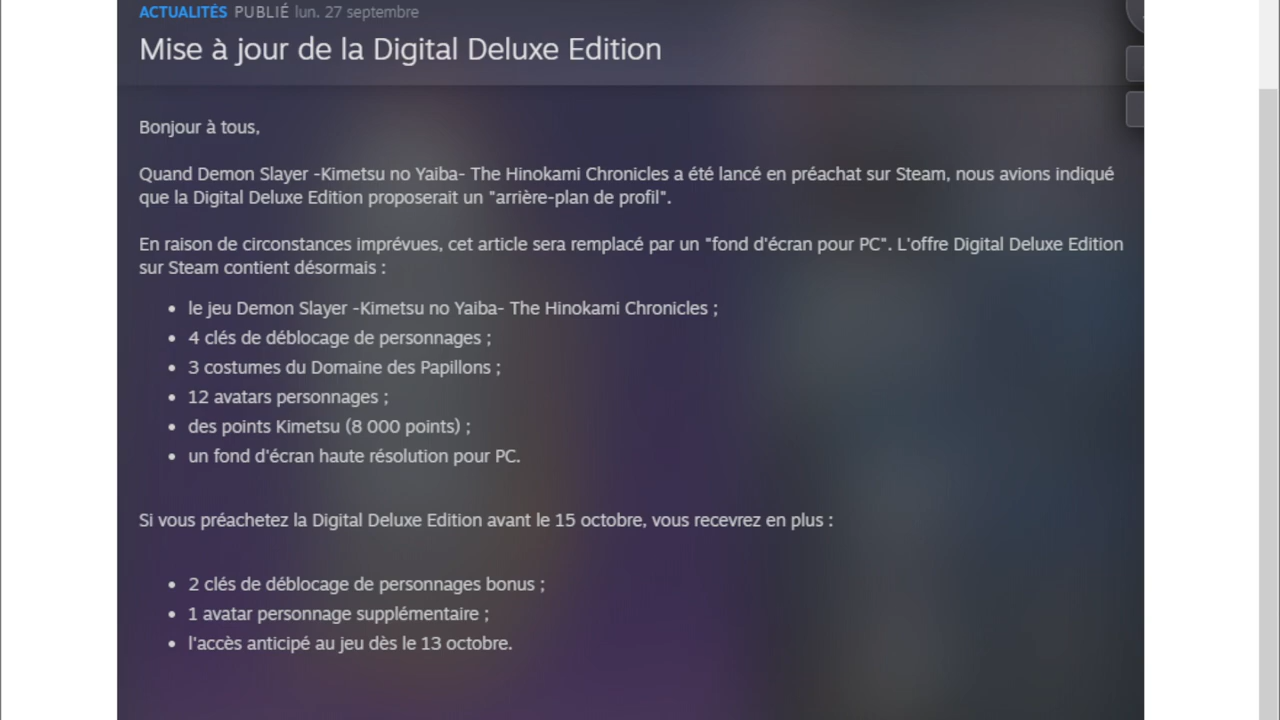 ACTUALITÉS PUBLIÉ lun. 27 septembre
Mise à jour de la Digital Deluxe Edition
Bonjour à tous,
Quand Demon Slayer -Kimetsu no Yaiba- The Hinokami Chronicles a été lancé en préachat sur Steam, nous avions indiqué
que la Digital Deluxe Edition proposerait un "arrière-plan de profil".
En raison de circonstances imprévues, cet article sera remplacé par un "fond d'écran pour PC". L'offre Digital Deluxe Edition
sur Steam contient désormais :
• le jeu Demon Slayer -Kimetsu no Yaiba- The Hinokami Chronicles ;
• 4 clés de déblocage de personnages ;
• 3 costumes du Domaine des Papillons ;
• 12 avatars personnages ;
• des points Kimetsu (8 000 points) ;
• un fond d'écran haute résolution pour PC.
Si vous préachetez la Digital Deluxe Edition avant le 15 octobre, vous recevrez en plus :
• 2 clés de déblocage de personnages bonus ;
• 1 avatar personnage supplémentaire ;
• l'accès anticipé au jeu dès le 13 octobre.